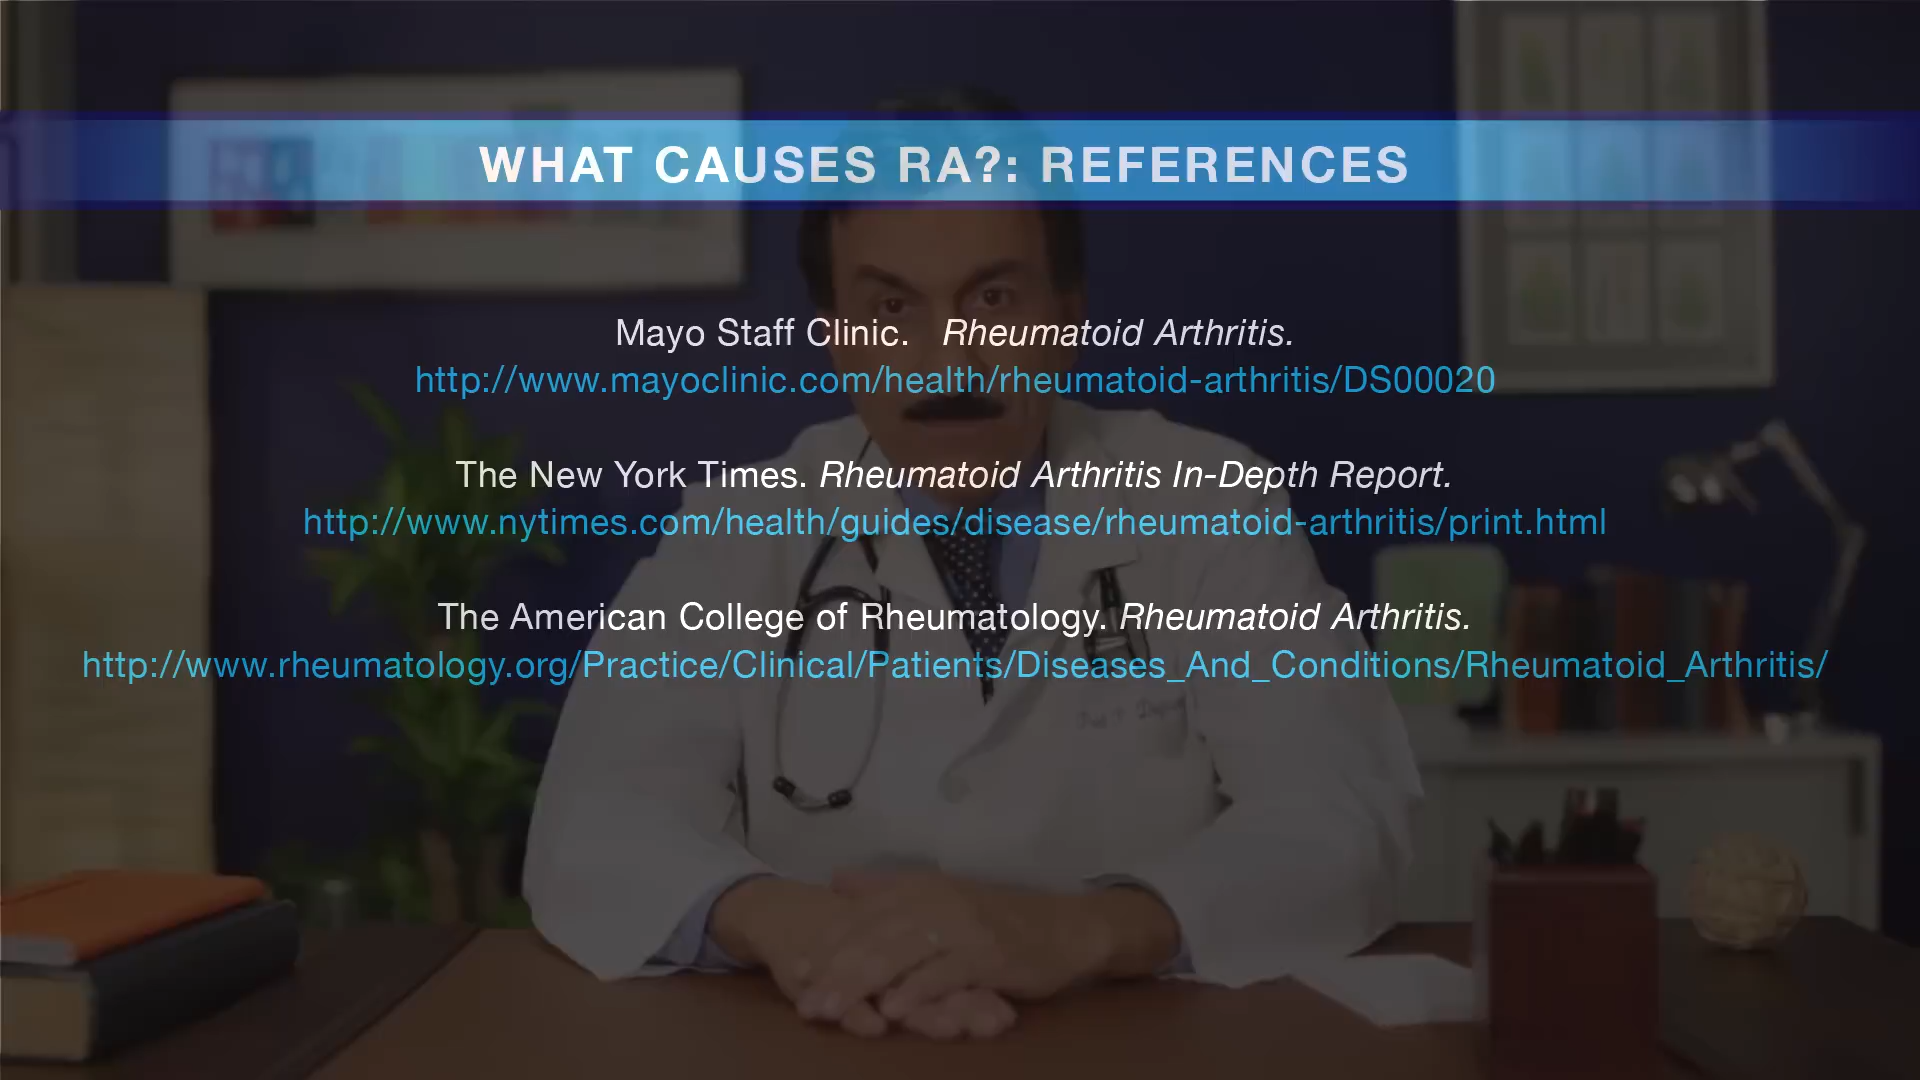 WHAT CAUSES RA?: REFERENCES
Mayo Staff Clinic. Rheumatoid Arthritis.
http://www.mayoclinic.com/health/rheumatoid-arthritis/DS00020
The New York Times. Rheumatoid Arthritis In-Depth Report.
http://www.nytimes.com/health/guides/disease/rheumatoid-arthritis/print.html
The American College of Rheumatology. Rheumatoid Arthritis.
http://www.rheumatology.org/Practice/Clinical/Patients/Diseases_And_Conditions/Rheumatoid_Arthritis/